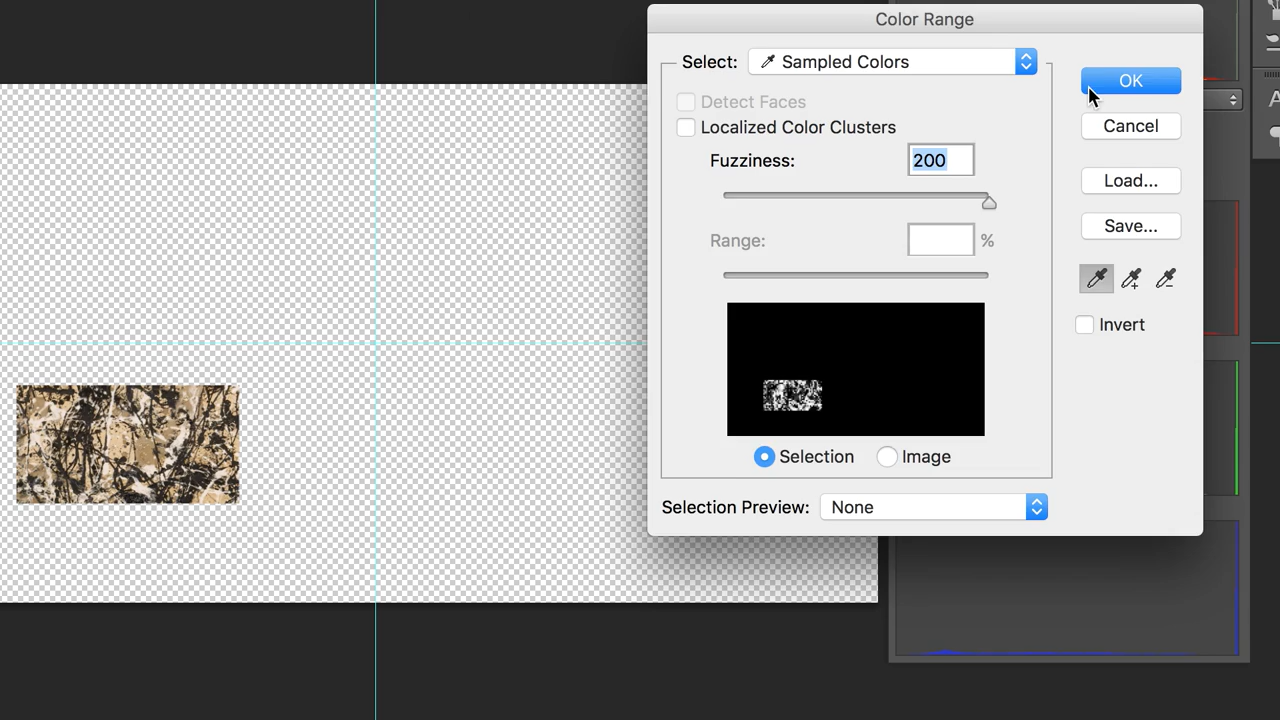 Color Range
Select: Sampled Colors
OK
Detect Faces
Localized Color Clusters
Cancel
Fuzziness: 200
Load...
Save...
Range: %
Invert
Selection Image
Selection Preview: None